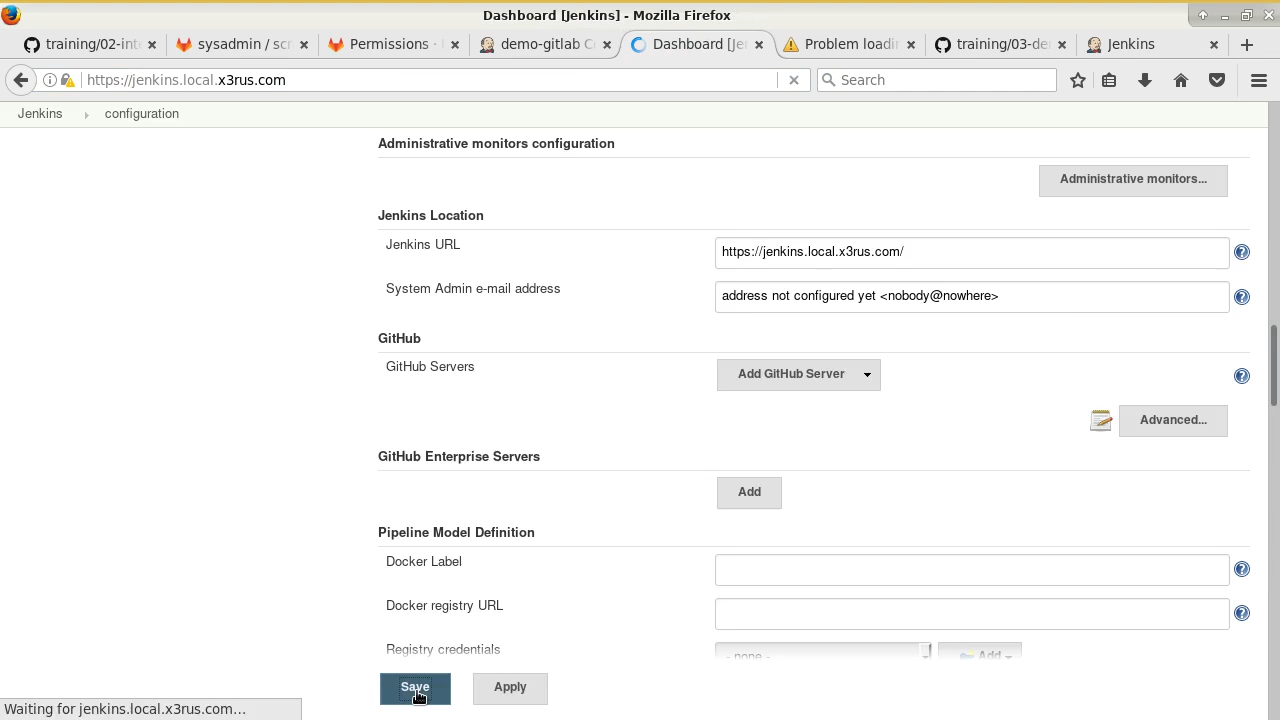 Dashboard [Jenkins] - Mozilla Firefox
training/02-int
sysadmin / scr
Permissions ·
demo-gitlab C
Dashboard [Jen
Problem loadi
training/03-de
Jenkins
https://jenkins.local.x3rus.com
Search
Jenkins
configuration
Administrative monitors configuration
Administrative monitors...
Jenkins Location
Jenkins URL
https://jenkins.local.x3rus.com/
System Admin e-mail address
address not configured yet <nobody@nowhere>
GitHub
GitHub Servers
Add GitHub Server
Advanced...
GitHub Enterprise Servers
Add
Pipeline Model Definition
Docker Label
Docker registry URL
Registry credentials
- none -
Add
Save
Apply
Waiting for jenkins.local.x3rus.com...